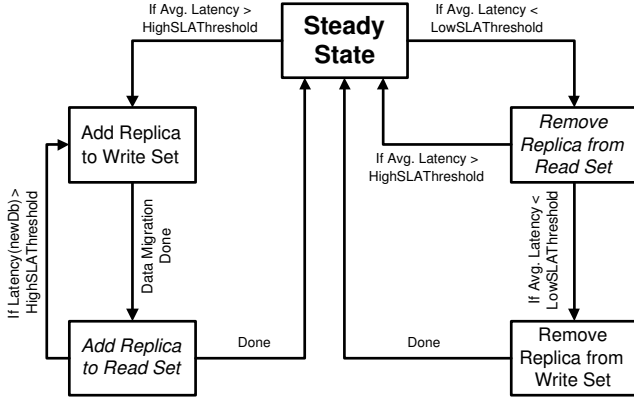 If Avg. Latency >
HighSLAThreshold
Steady
State
If Avg. Latency <
LowSLAThreshold
Add Replica
to Write Set
Remove
Replica from
Read Set
If Avg. Latency >
HighSLAThreshold
If Latency(newDb)>
HighSLAThreshold
Data Migration
Done
If Avg. Latency <
LowSLAThreshold
Add Replica
to Read Set
Done
Done
Remove
Replica from
Write Set